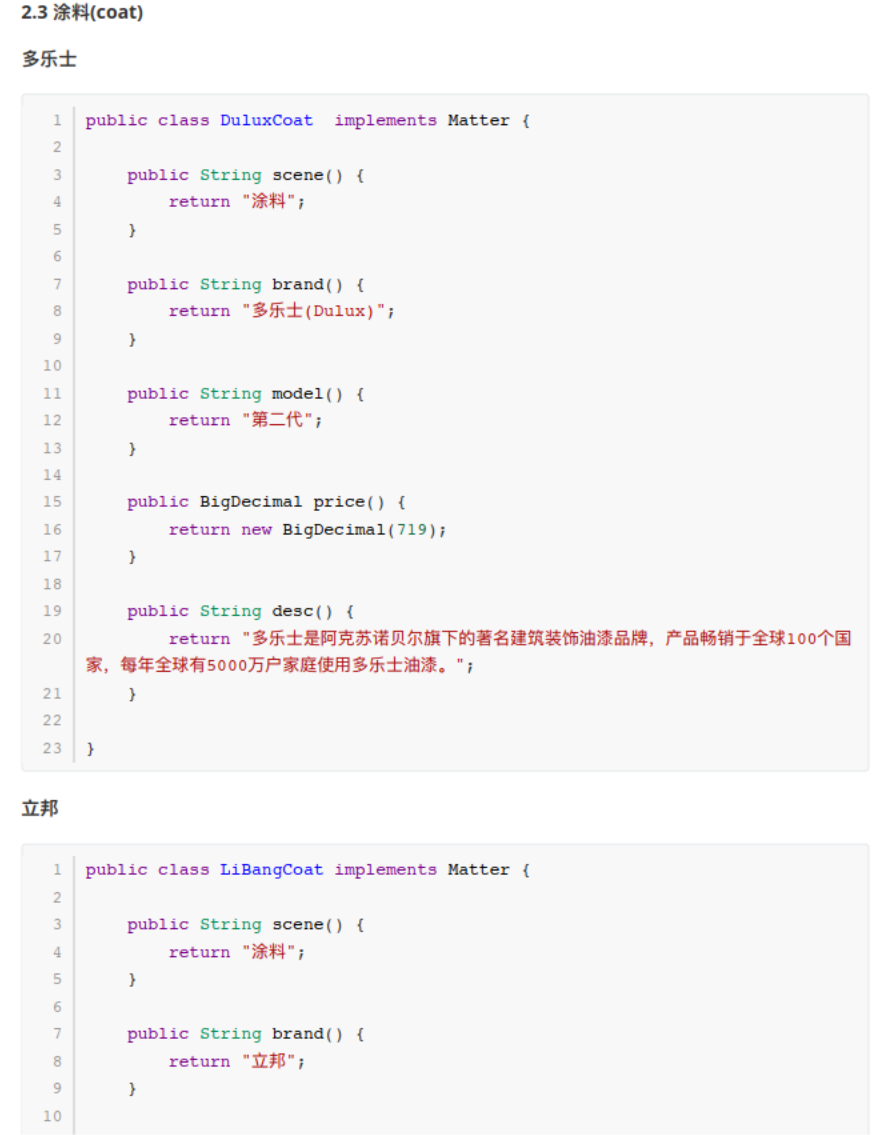 2.3 涂料(coat)
多乐士
1 public class DuluxCoat  implements Matter {
2
3     public String scene() {
4         return "涂料";
5     }
6
7     public String brand() {
8         return "多乐士(Dulux)";
9     }
10
11     public String model() {
12         return "第二代";
13     }
14
15     public BigDecimal price() {
16         return new BigDecimal(719);
17     }
18
19     public String desc() {
20         return "多乐士是阿克苏诺贝尔旗下的著名建筑装饰油漆品牌，产品畅销于全球100个国
家，每年全球有5000万户家庭使用多乐士油漆。";
21     }
22
23 }
立邦
1 public class LiBangCoat implements Matter {
2
3     public String scene() {
4         return "涂料";
5     }
6
7     public String brand() {
8         return "立邦";
9     }
10